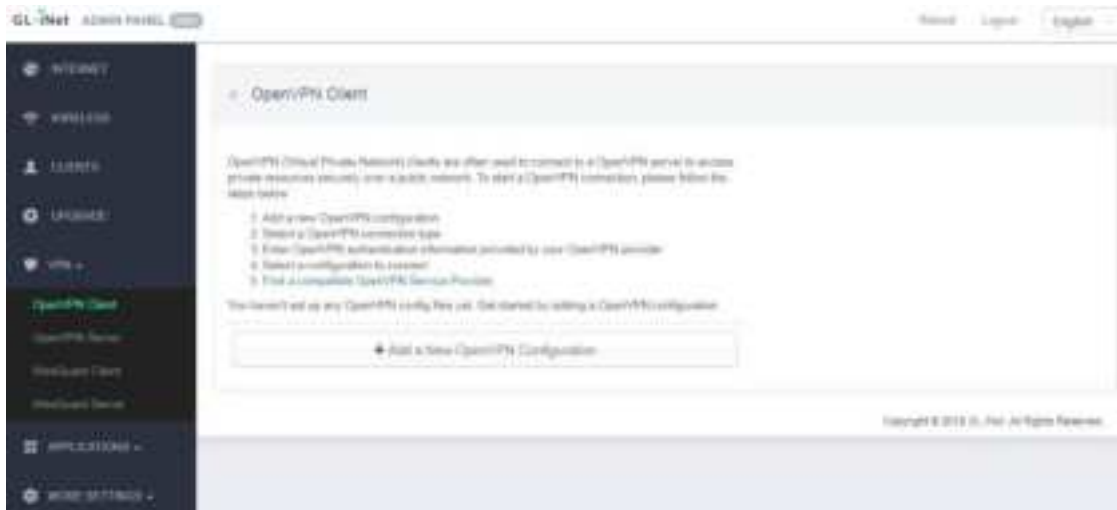 GL·iNet ADMIN PANEL
Reboot Logout English
INTERNET
WIRELESS
CLIENTS
UPGRADE
VPN
OpenVPN Client
OpenVPN Server
WireGuard Client
WireGuard Server
APPLICATIONS
MORE SETTINGS
OpenVPN Client
OpenVPN (Virtual Private Network) clients are often used to connect to a OpenVPN server to access
private resources securely over a public network. To start a OpenVPN connection, please follow the
steps below
1. Add a new OpenVPN configuration
2. Select a OpenVPN connection type
3. Enter OpenVPN authentication information provided by your OpenVPN provider
4. Select a configuration to connect
5. Find a compatible OpenVPN Service Provider
You haven't set up any OpenVPN config files yet. Get started by adding a OpenVPN configuration
+ Add a New OpenVPN Configuration
Copyright © GL.iNet. All Rights Reserved.